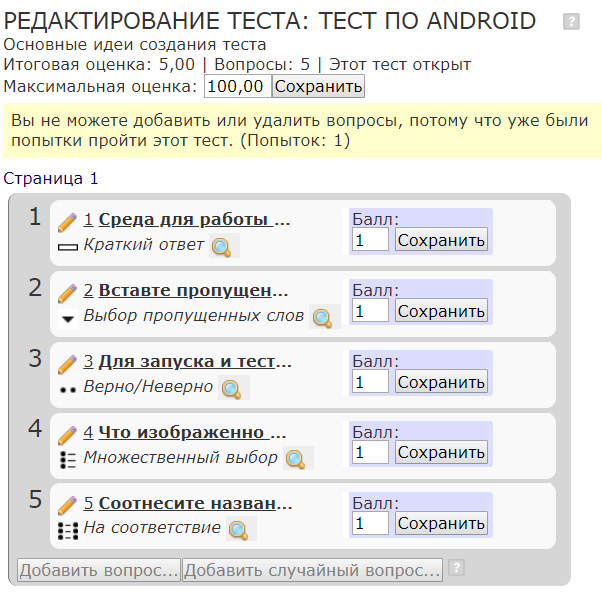 РЕДАКТИРОВАНИЕ ТЕСТА: ТЕСТ ПО ANDROID ?
Основные идеи создания теста
Итоговая оценка: 5,00 | Вопросы: 5 | Этот тест открыт
Максимальная оценка: 100,00 Сохранить
Вы не можете добавить или удалить вопросы, потому что уже были
попытки пройти этот тест. (Попыток: 1)
Страница 1
1 1 Среда для работы ... Балл:
Краткий ответ 1 Сохранить
2 2 Вставте пропущен... Балл:
Выбор пропущенных слов 1 Сохранить
3 3 Для запуска и тест... Балл:
Верно/Неверно 1 Сохранить
4 4 Что изображенно ... Балл:
Множественный выбор 1 Сохранить
5 5 Соотнесите назван... Балл:
На соответствие 1 Сохранить
Добавить вопрос... Добавить случайный вопрос... ?